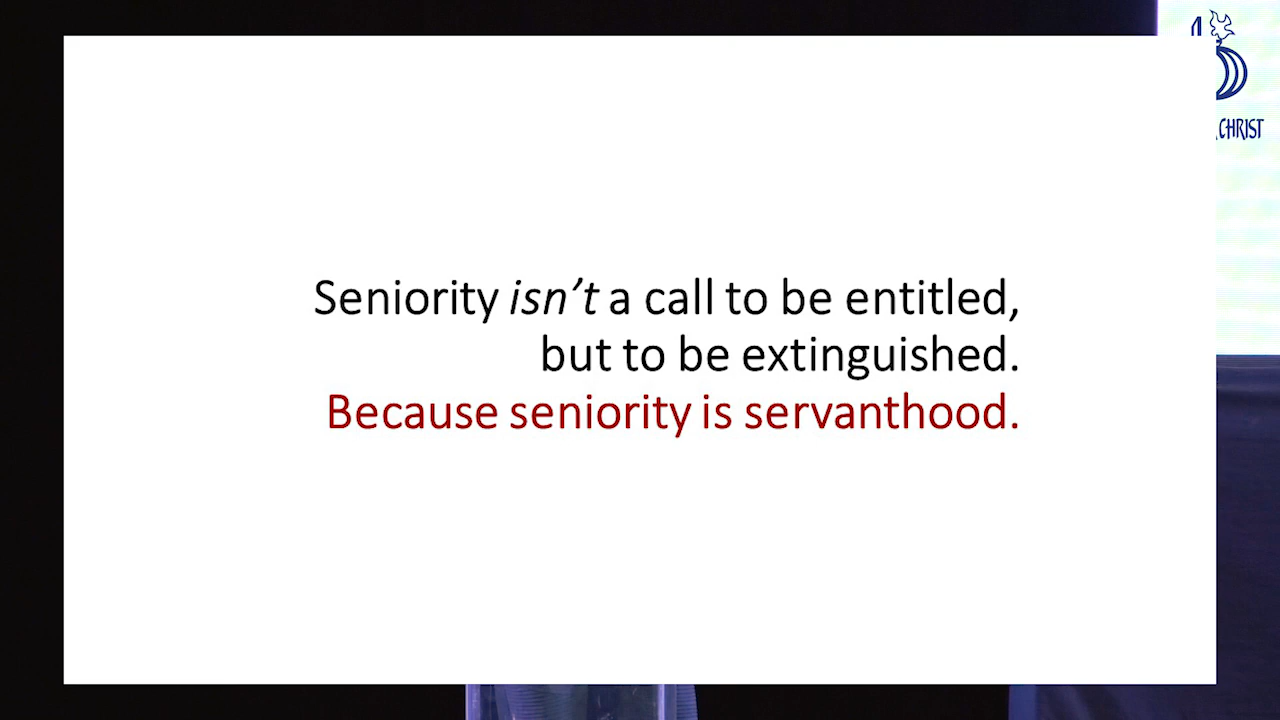 Seniority isn't a call to be entitled,
but to be extinguished.
Because seniority is servanthood.
CHRIST